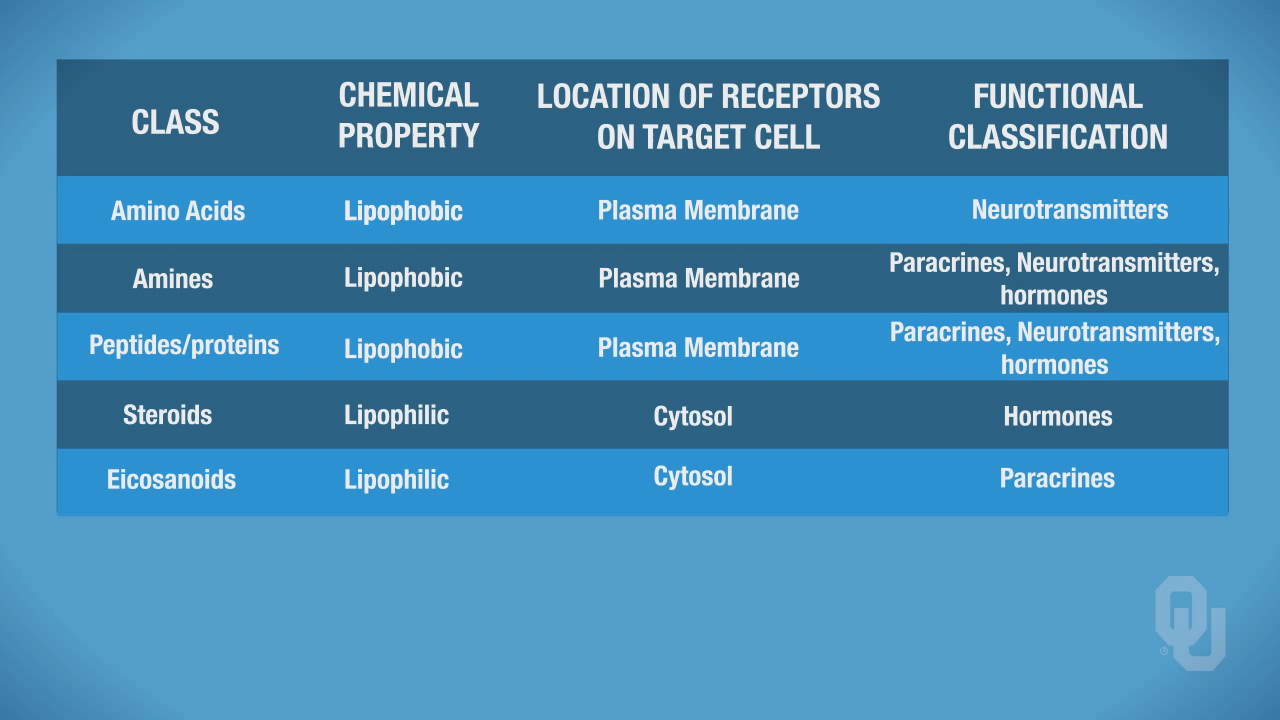 CLASS
CHEMICAL PROPERTY
LOCATION OF RECEPTORS ON TARGET CELL
FUNCTIONAL CLASSIFICATION
Amino Acids
Lipophobic
Plasma Membrane
Neurotransmitters
Amines
Lipophobic
Plasma Membrane
Paracrines, Neurotransmitters,
hormones
Peptides/proteins
Lipophobic
Plasma Membrane
Paracrines, Neurotransmitters,
hormones
Steroids
Lipophilic
Cytosol
Hormones
Eicosanoids
Lipophilic
Cytosol
Paracrines
OU
®